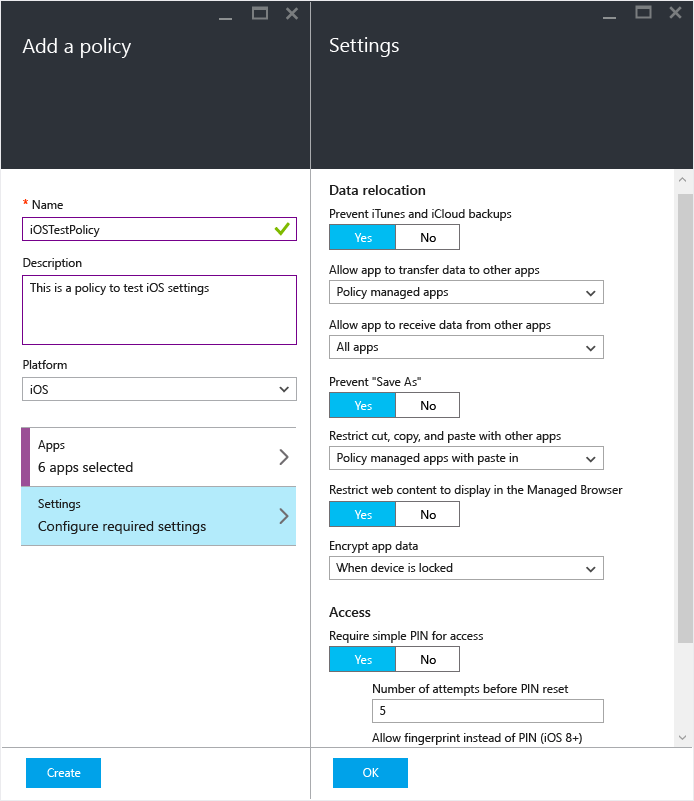 Add a policy
* Name
iOSTestPolicy
Description
This is a policy to test iOS settings
Platform
iOS
Apps
6 apps selected
Settings
Configure required settings
Create
Settings
Data relocation
Prevent iTunes and iCloud backups
Yes No
Allow app to transfer data to other apps
Policy managed apps
Allow app to receive data from other apps
All apps
Prevent "Save As"
Yes No
Restrict cut, copy, and paste with other apps
Policy managed apps with paste in
Restrict web content to display in the Managed Browser
Yes No
Encrypt app data
When device is locked
Access
Require simple PIN for access
Yes No
Number of attempts before PIN reset
5
Allow fingerprint instead of PIN (iOS 8+)
OK